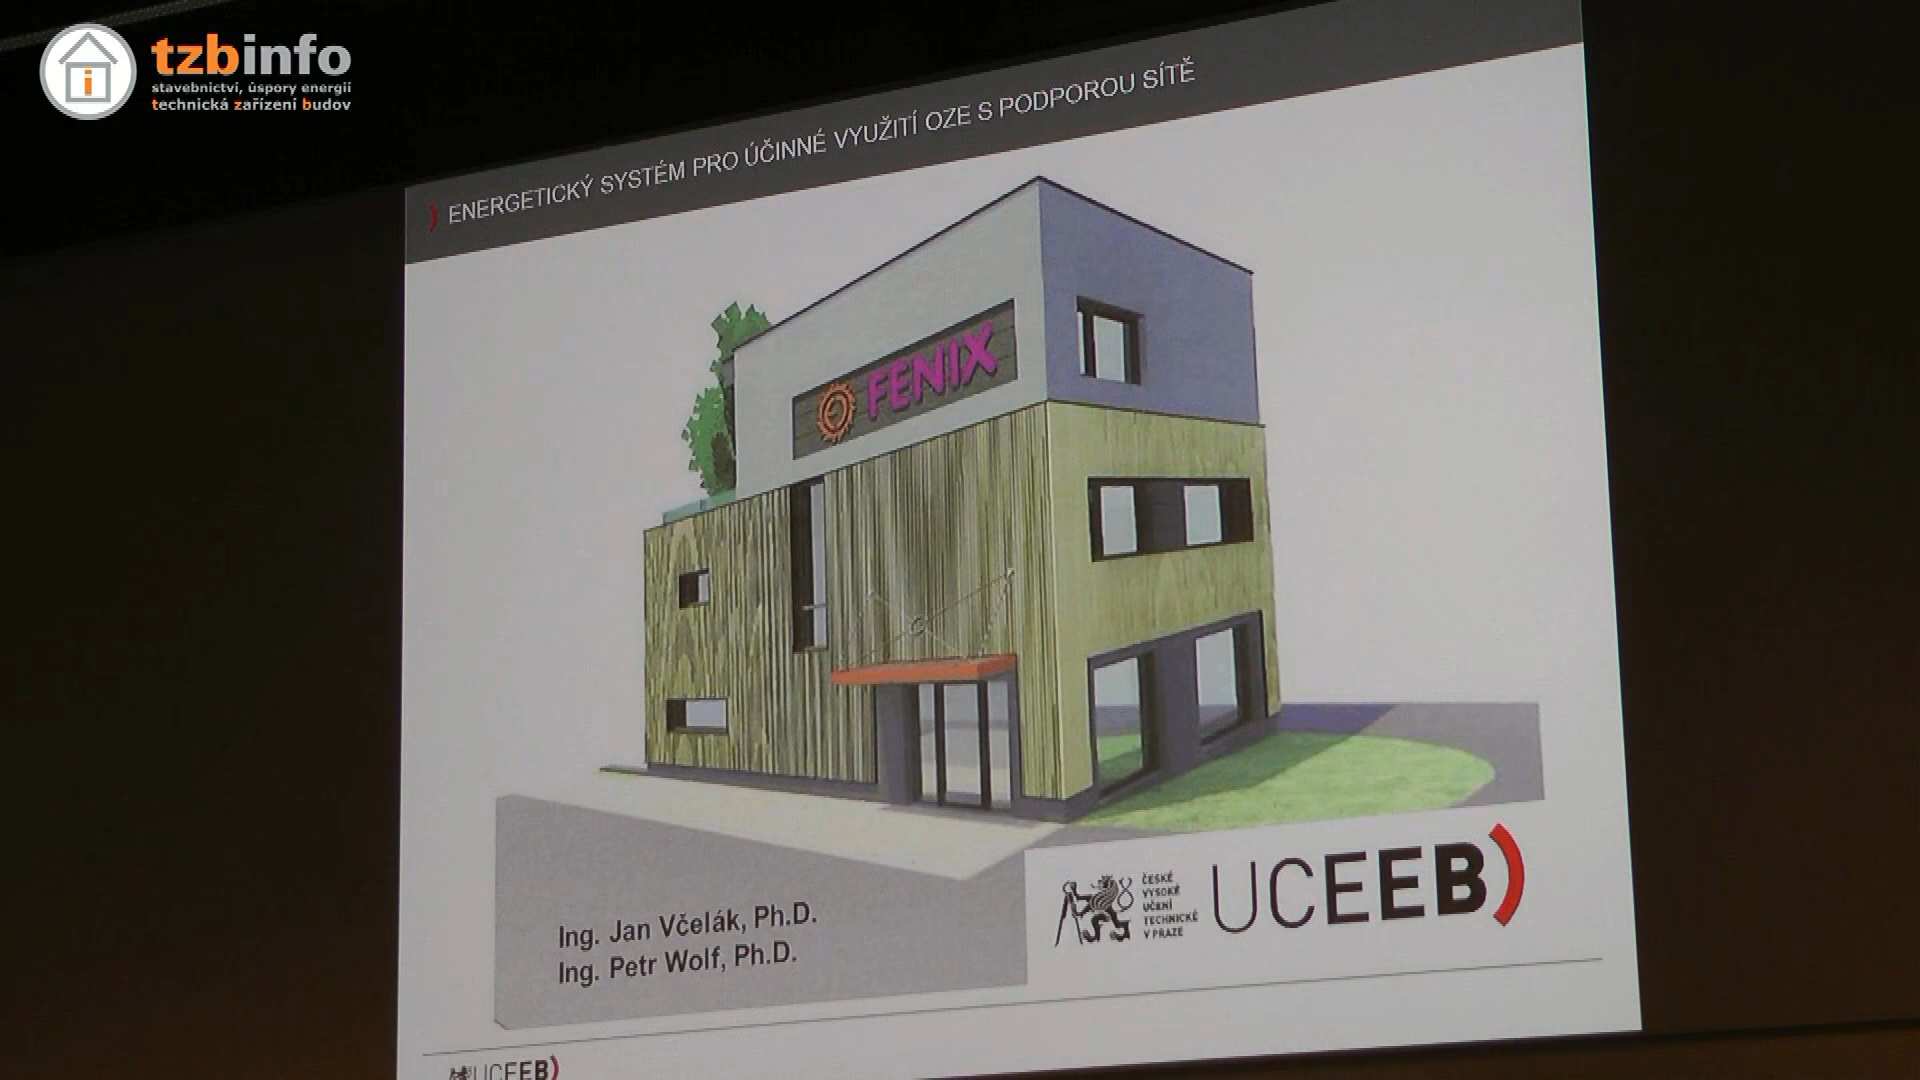 tzbinfo
stavebnictví, úspory energií
technická zařízení budov
ENERGETICKÝ SYSTÉM PRO ÚČINNÉ VYUŽITÍ OZE S PODPOROU SÍTĚ
FENIX
Ing. Jan Včelák, Ph.D.
Ing. Petr Wolf, Ph.D.
ČESKÉ
VYSOKÉ
UČENÍ
TECHNICKÉ
V PRAZE
UCEEB
UCEEB